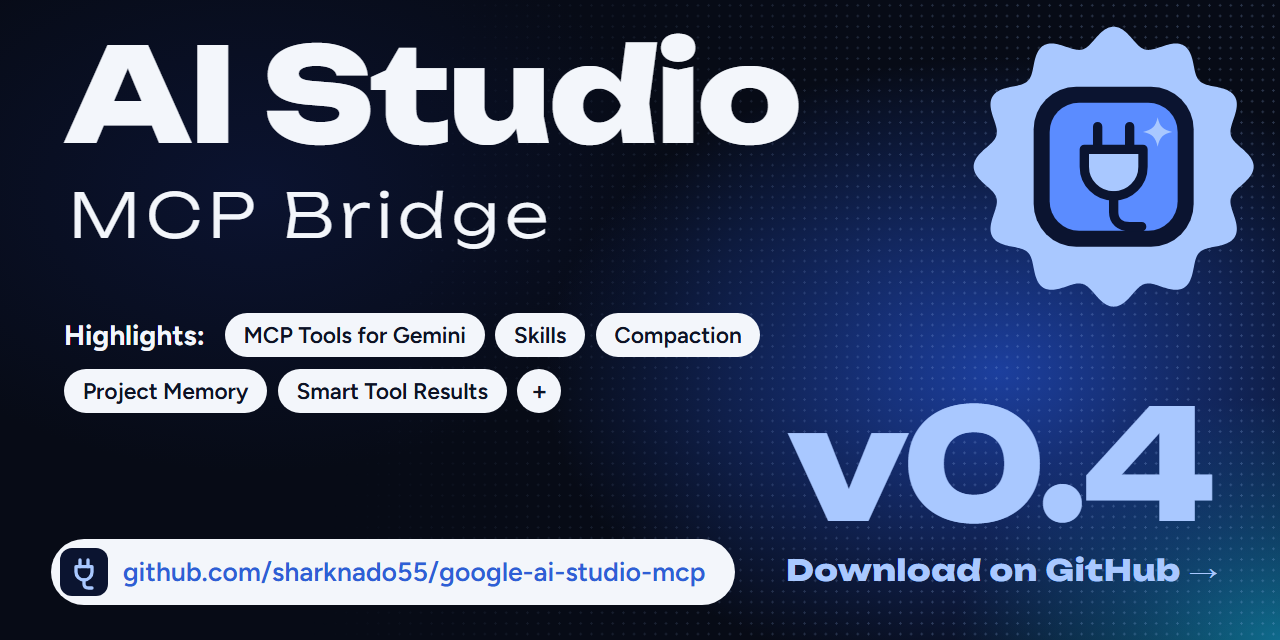 AI Studio
MCP Bridge
Highlights: MCP Tools for Gemini Skills Compaction
Project Memory Smart Tool Results +
v0.4
github.com/sharknado55/google-ai-studio-mcp
Download on GitHub →